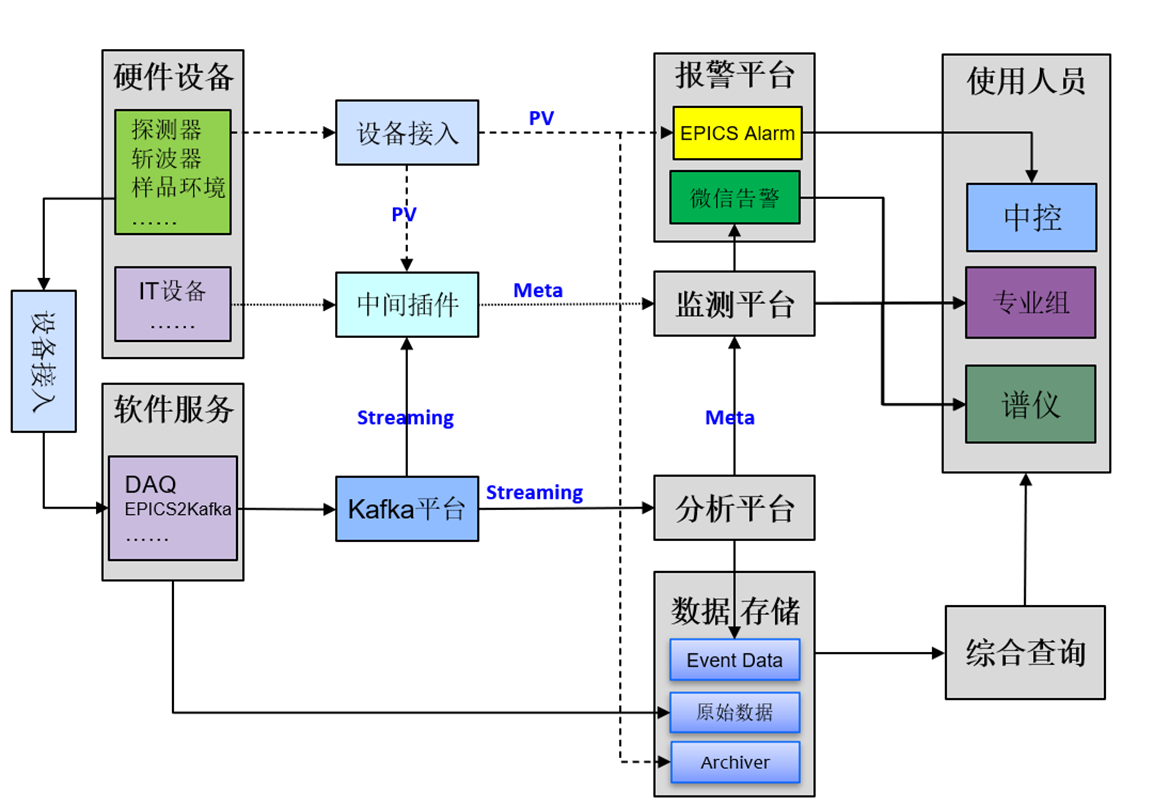 硬件设备
探测器
斩波器
样品环境
……
IT设备
……
设备接入
软件服务
DAQ
EPICS2Kafka
……
设备接入
PV
PV
中间插件
Meta
Streaming
Kafka平台
Streaming
报警平台
EPICS Alarm
微信告警
监测平台
Meta
分析平台
数据 存储
Event Data
原始数据
Archiver
使用人员
中控
专业组
谱仪
综合查询